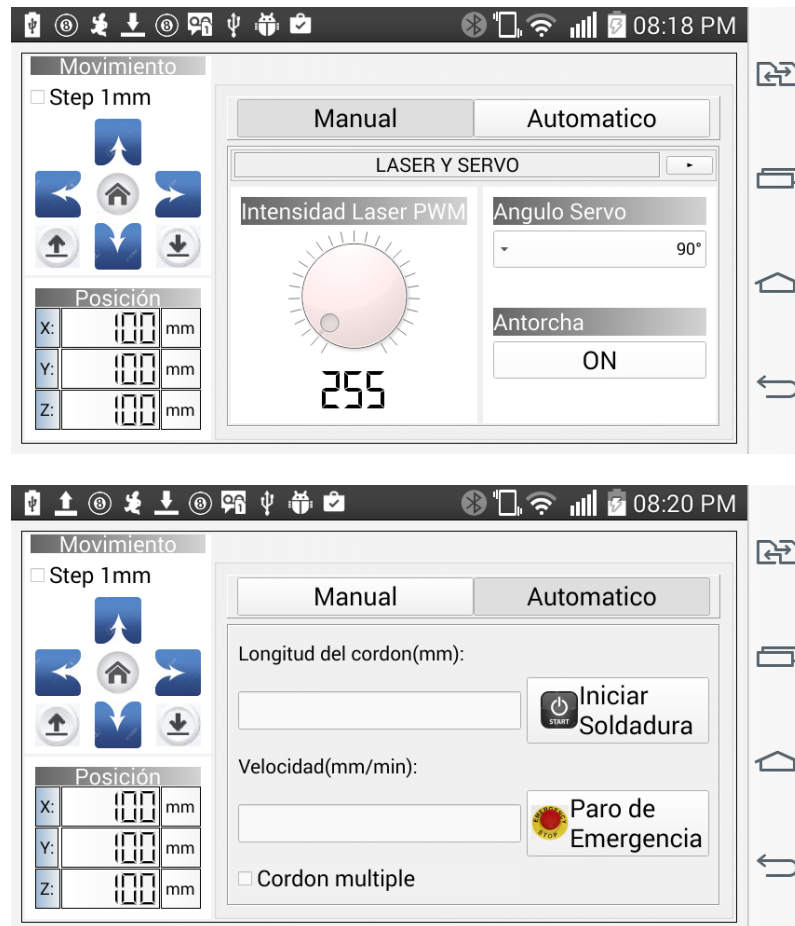 08:18 PM
Movimiento
Step 1mm
Manual
Automatico
LASER Y SERVO
Intensidad Laser PWM
Angulo Servo
90°
Posición
X: 100 mm
Antorcha
Y: 100 mm
ON
Z: 100 mm
255
08:20 PM
Movimiento
Step 1mm
Manual
Automatico
Longitud del cordon(mm):
Iniciar
START
Soldadura
Velocidad(mm/min):
Posición
X: 100 mm
EMERGENCY
STOP
Paro de
Emergencia
Y: 100 mm
Cordon multiple
Z: 100 mm